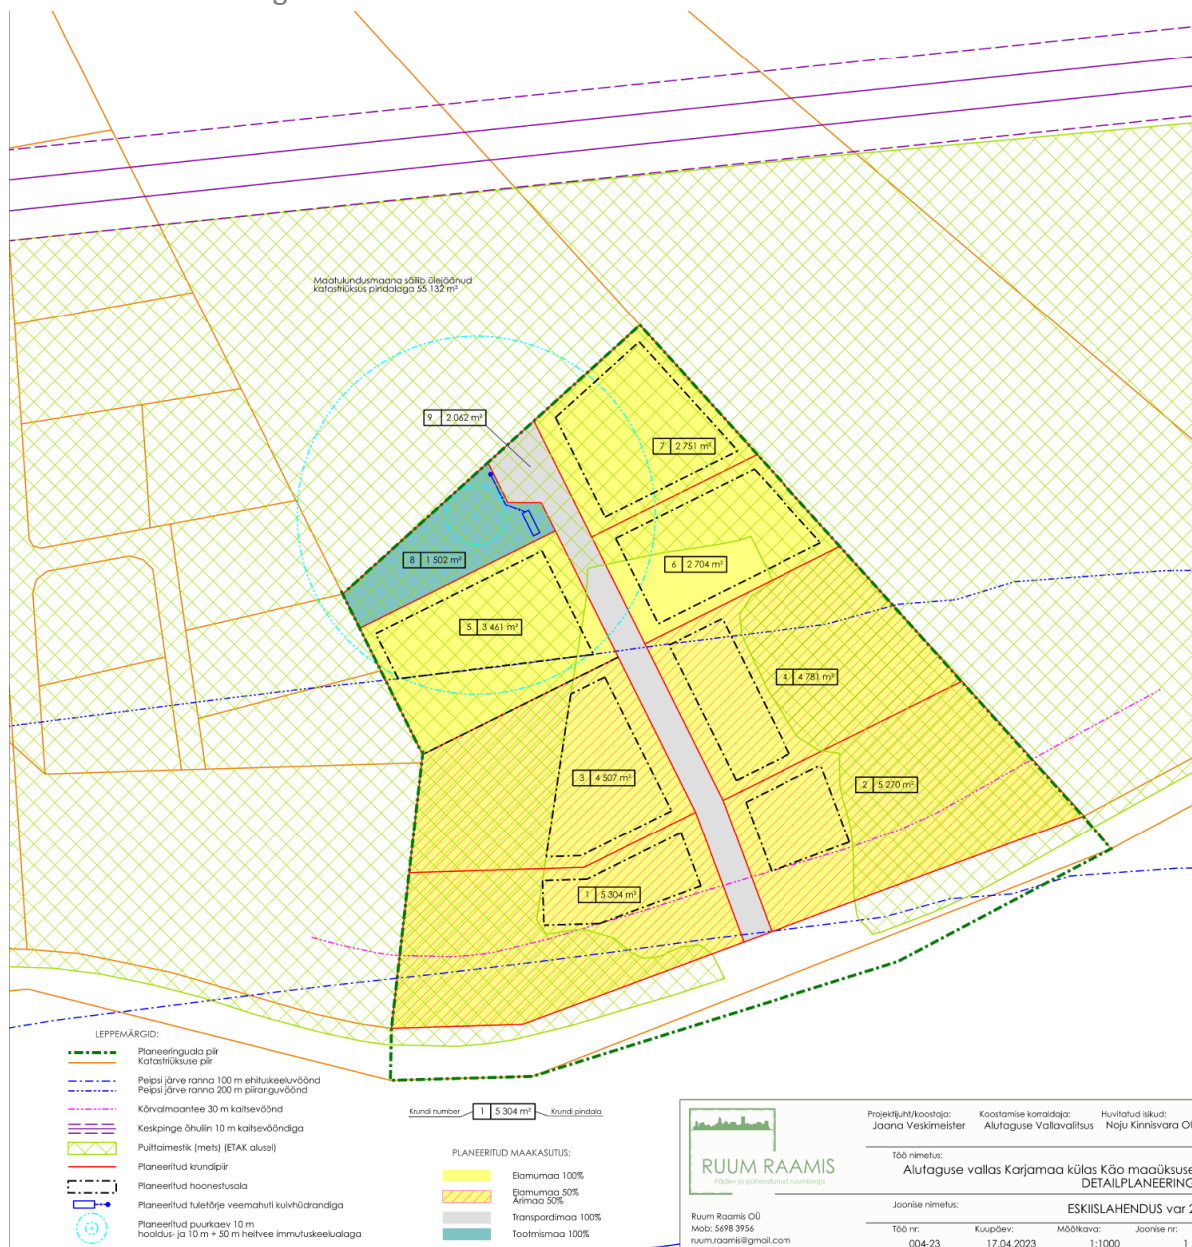 Maatulundusmaana säilib ülejäänud
katastriüksus pindalaga 55 132 m²
9 2 062 m²
7 2 751 m²
8 1 502 m²
6 2 704 m²
5 3 461 m²
4 4 781 m²
3 4 507 m²
2 5 270 m²
1 5 304 m²
LEPPEMÄRGID:
Planeeringuala piir
Katastriüksuse piir
Peipsi järve ranna 100 m ehituskeeluvöönd
Peipsi järve ranna 200 m piiranguvöönd
Kõrvalmaantee 30 m kaitsevöönd
Keskpinge õhuliin 10 m kaitsevööndiga
Puittaimestik (mets) (ETAK alusel)
Planeeritud krundipiir
Planeeritud hoonestusala
Planeeritud tuletõrje veemahuti kuivhüdrandiga
Planeeritud puurkaev 10 m
hooldus- ja 10 m + 50 m heitvee immutuskeelualaga
Krundi number 1 5 304 m² Krundi pindala
PLANEERITUD MAAKASUTUS:
Elamumaa 100%
Elamumaa 50%
Ärimaa 50%
Transpordimaa 100%
Tootmismaa 100%
RUUM RAAMIS
Pädev ja pühendunud ruumilooja
Ruum Raamis OÜ
Mob: 5698 3956
ruum.raamis@gmail.com
Projektijuht/koostaja: Koostamise korraldaja: Huvitatud isikud:
Jaana Veskimeister Alutaguse Vallavalitsus Noju Kinnisvara O
Töö nimetus:
Alutaguse vallas Karjamaa külas Käo maaüksuse
DETAILPLANEERING
Joonise nimetus:
ESKIISLAHENDUS var 2
Töö nr: Kuupäev: Mõõtkava: Joonise nr:
004-23 17.04.2023 1:1000 1